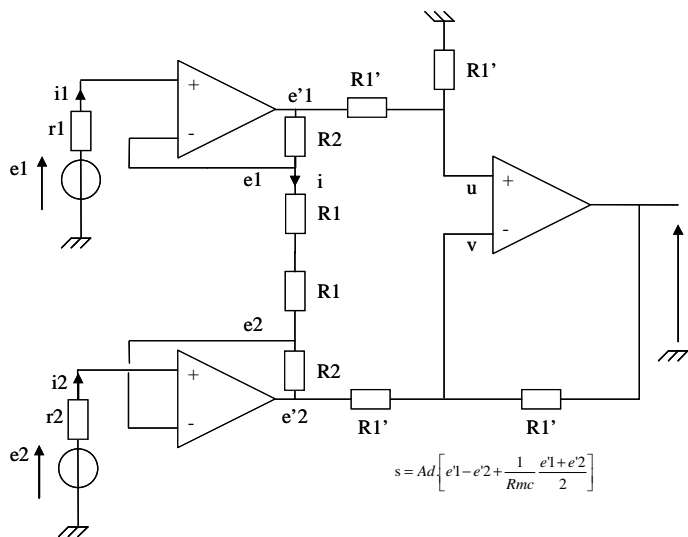 R1'
R1'
i1
+
e'1
r1
-
R2
e1
e1
i
u
+
R1
v
-
R1
e2
i2
+
R2
r2
-
e'2
R1'
R1'
e2
s = Ad.[e'1−e'2+ 1/Rmc e'1+e'2/2]